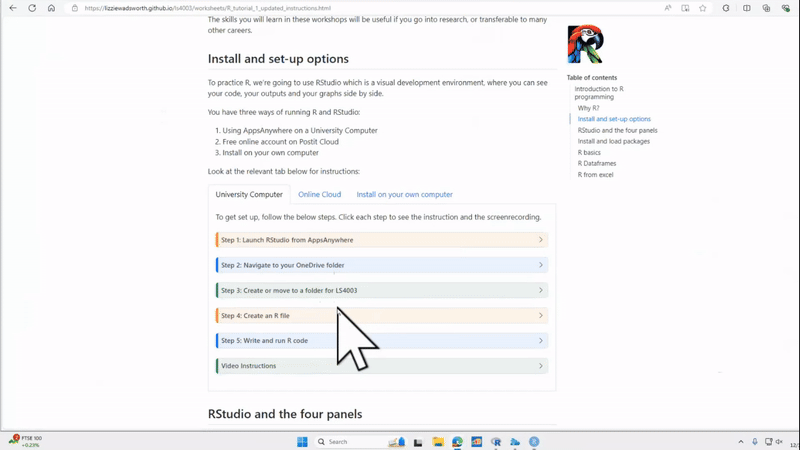 https://lizziewadsworth.github.io/ls4003/worksheets/R_tutorial_1_updated_instructions.html
The skills you will learn in these workshops will be useful if you go into research, or transferable to many
other careers.
Install and set-up options
To practice R, we're going to use RStudio which is a visual development environment, where you can see
your code, your outputs and your graphs side by side.
You have three ways of running R and RStudio:
1. Using AppsAnywhere on a University Computer
2. Free online account on Postit Cloud
3. Install on your own computer
Look at the relevant tab below for instructions:
University Computer
Online Cloud
Install on your own computer
To get set up, follow the below steps. Click each step to see the instruction and the screenrecording.
Step 1: Launch RStudio from AppsAnywhere
Step 2: Navigate to your OneDrive folder
Step 3: Create or move to a folder for LS4003
Step 4: Create an R file
Step 5: Write and run R code
Video Instructions
RStudio and the four panels
R
Table of contents
Introduction to R
programming
Why R?
Install and set-up options
RStudio and the four panels
Install and load packages
R basics
R Dataframes
R from excel
FTSE 100
+0.23%
Search
12/